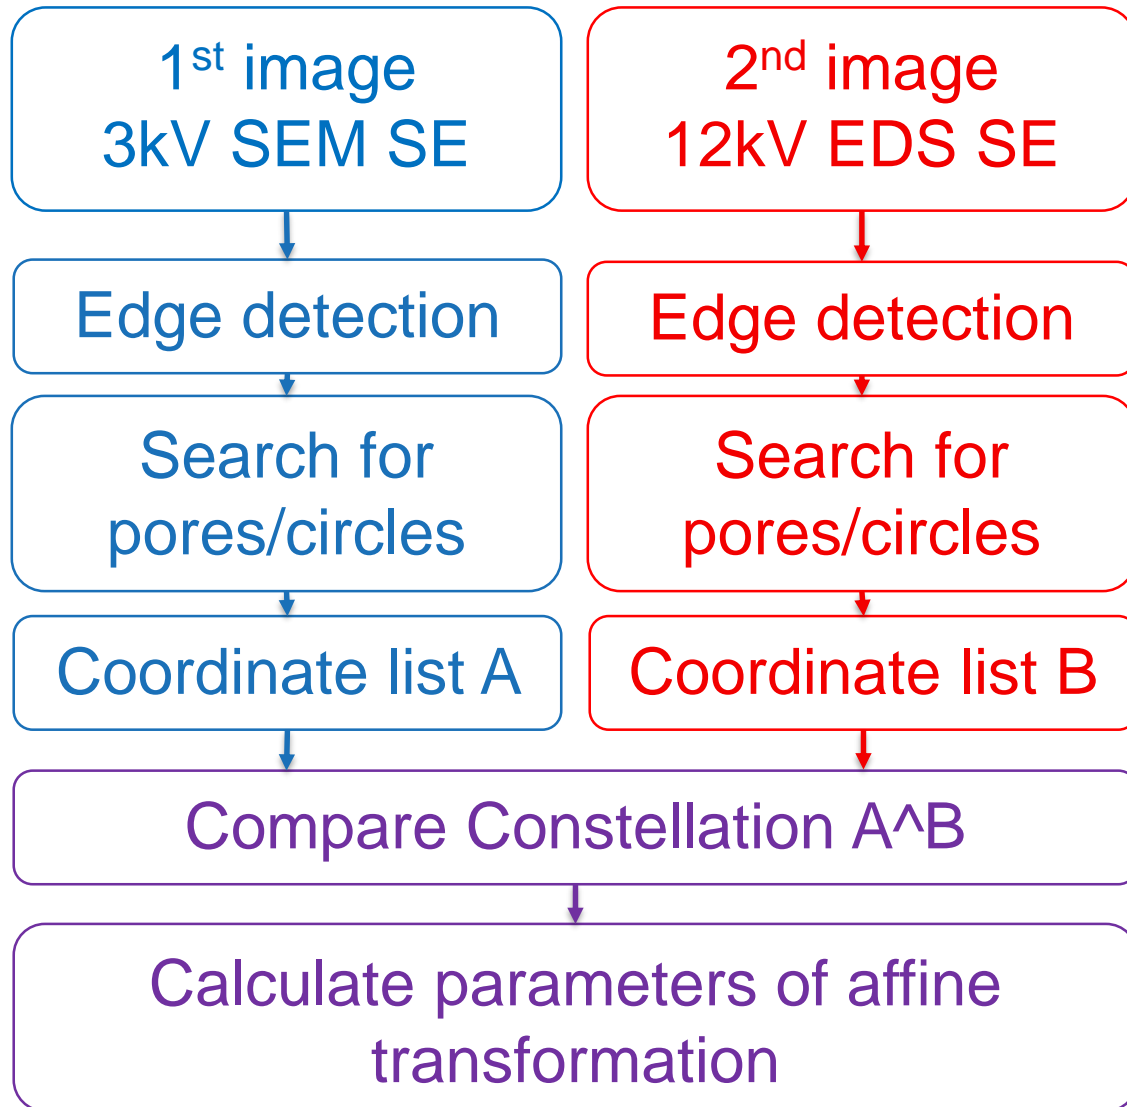 1st image
3kV SEM SE
2nd image
12kV EDS SE
Edge detection
Edge detection
Search for
pores/circles
Search for
pores/circles
Coordinate list A
Coordinate list B
Compare Constellation A^B
Calculate parameters of affine
transformation